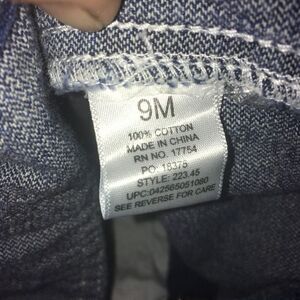 9M
100% COTTON
MADE IN CHINA
RN NO. 17754
PO: 18375
STYLE: 223.45
UPC:042565051080
SEE REVERSE FOR CARE